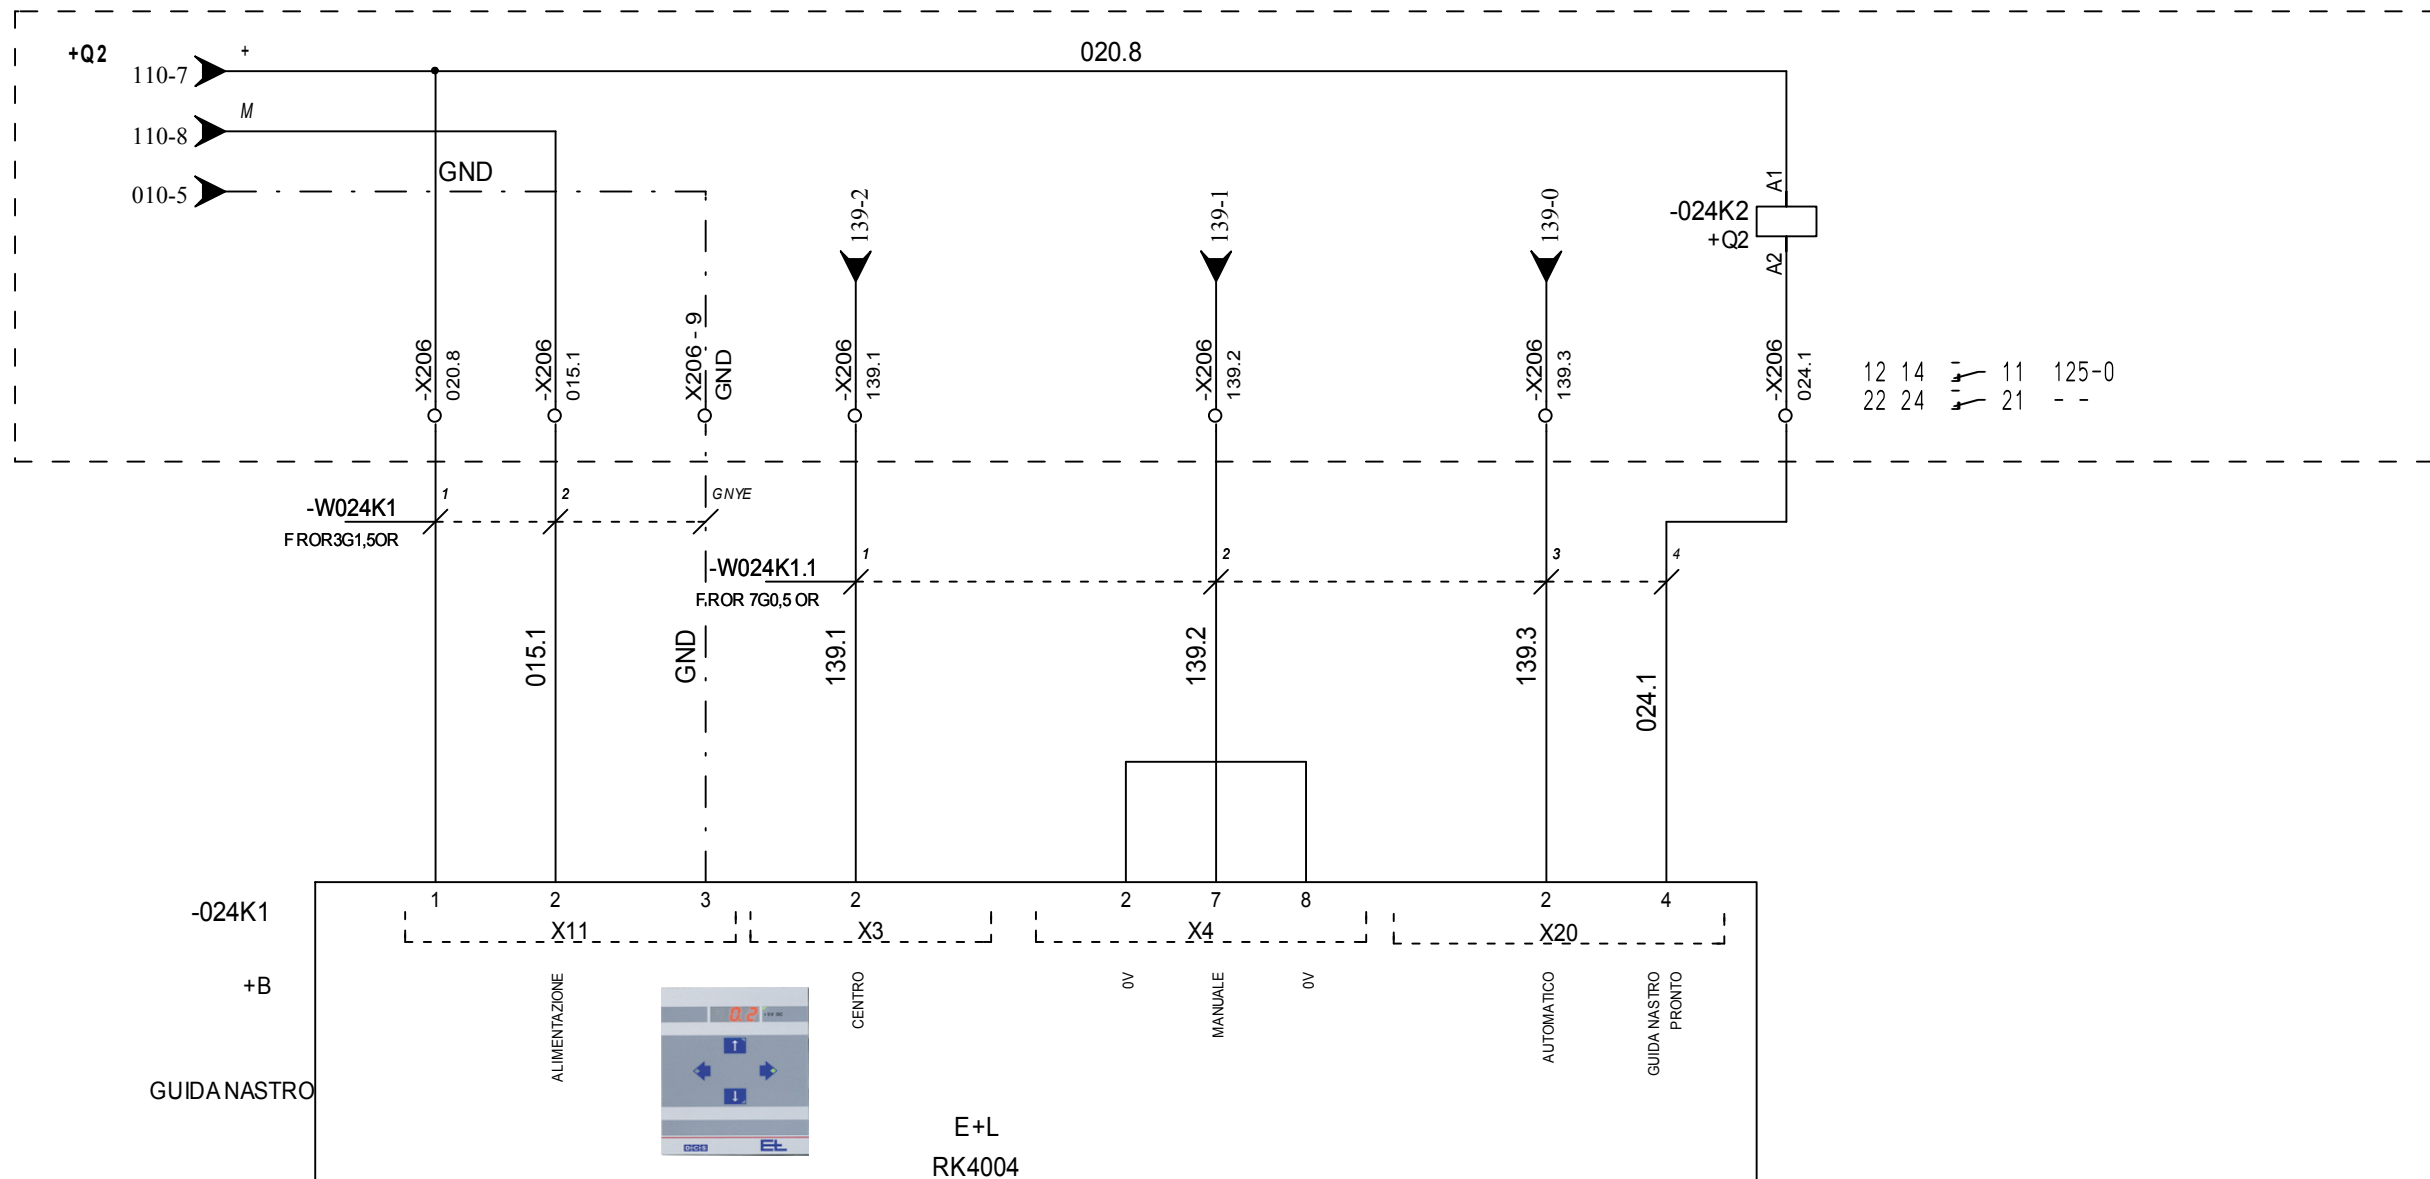 +Q2
110-7
+
020.8
110-8
M
010-5
GND
139-2
139-1
139-0
A1
-024K2
+Q2
A2
-X206
020.8
-X206
015.1
X206 - 9
GND
-X206
139.1
-X206
139.2
-X206
139.3
-X206
024.1
12 14 11 125-0
22 24 21 - -
-W024K1
FROR3G1,5OR
1
2
GNYE
-W024K1.1
F.ROR 7G0,5 OR
1
2
3
4
015.1
GND
139.1
139.2
139.3
024.1
-024K1
1
2
3
2
2
7
8
2
4
X11
X3
X4
X20
+B
ALIMENTAZIONE
CENTRO
0V
MANUALE
0V
AUTOMATICO
GUIDA NASTRO
PRONTO
GUIDA NASTRO
0.2
DCS
E+L
E+L
RK4004